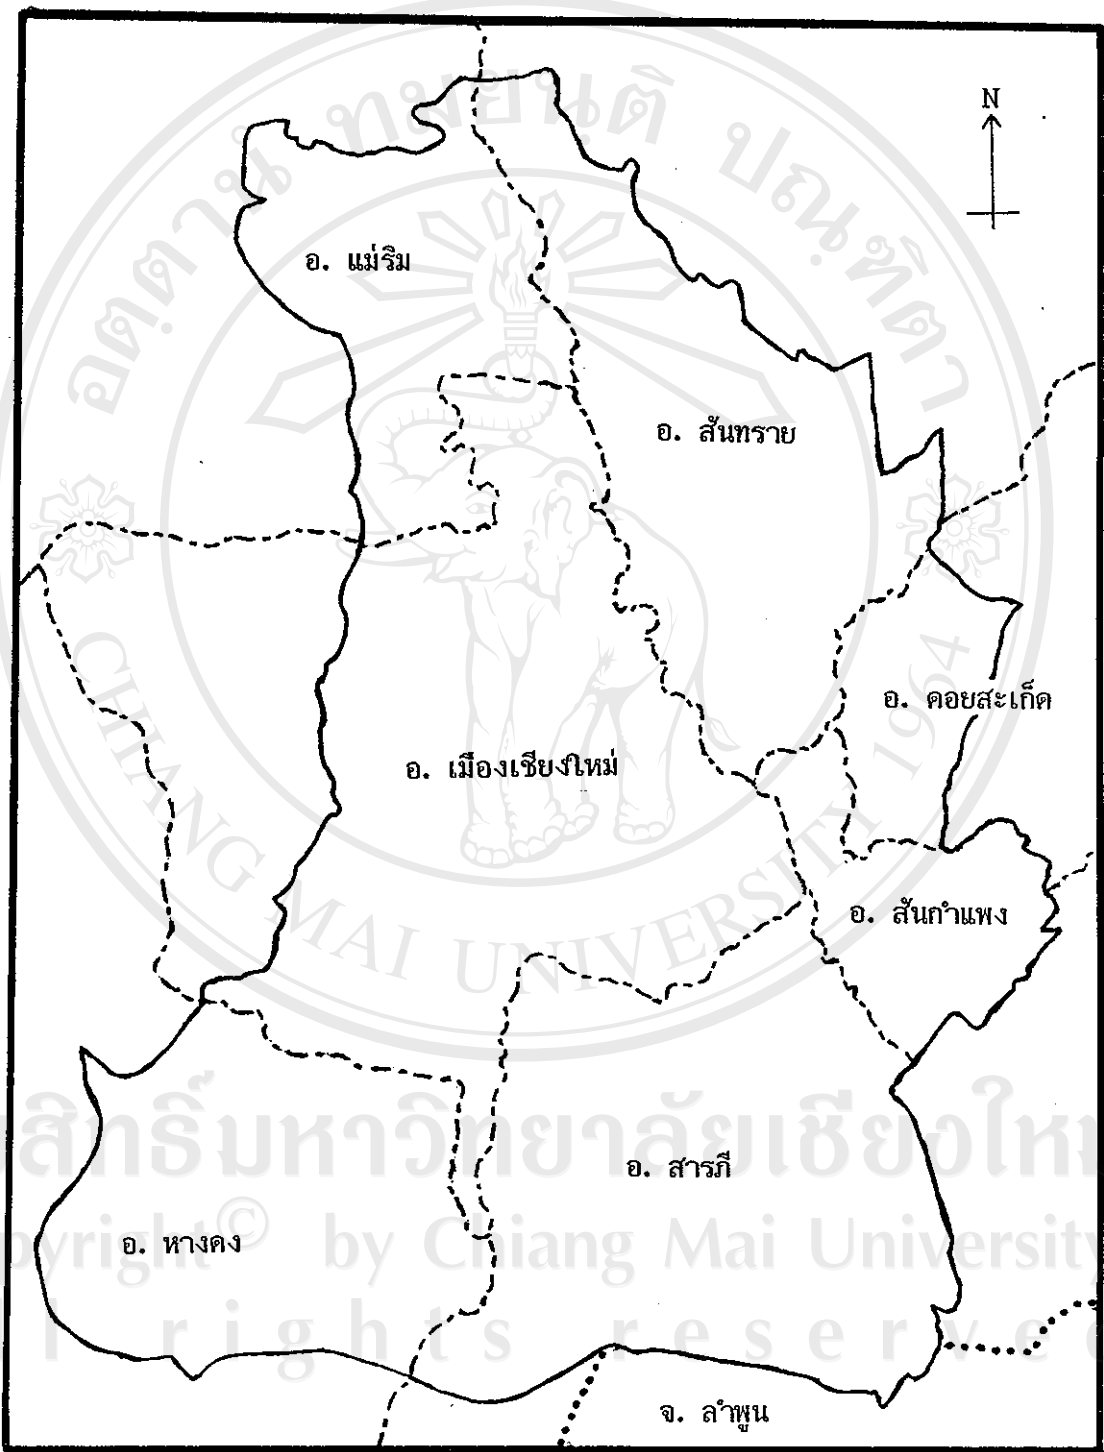 N
อ. แม่ริม
อ. สันทราย
อ. ดอยสะเก็ด
อ. เมืองเชียงใหม่
อ. สันกำแพง
อ. สารภี
อ. หางดง
จ. ลำพูน
CHIANG MAI UNIVERSITY 1964
สิทธิ์มหาวิทยาลัยเชียงใหม่
by Chiang Mai University
rights reserved